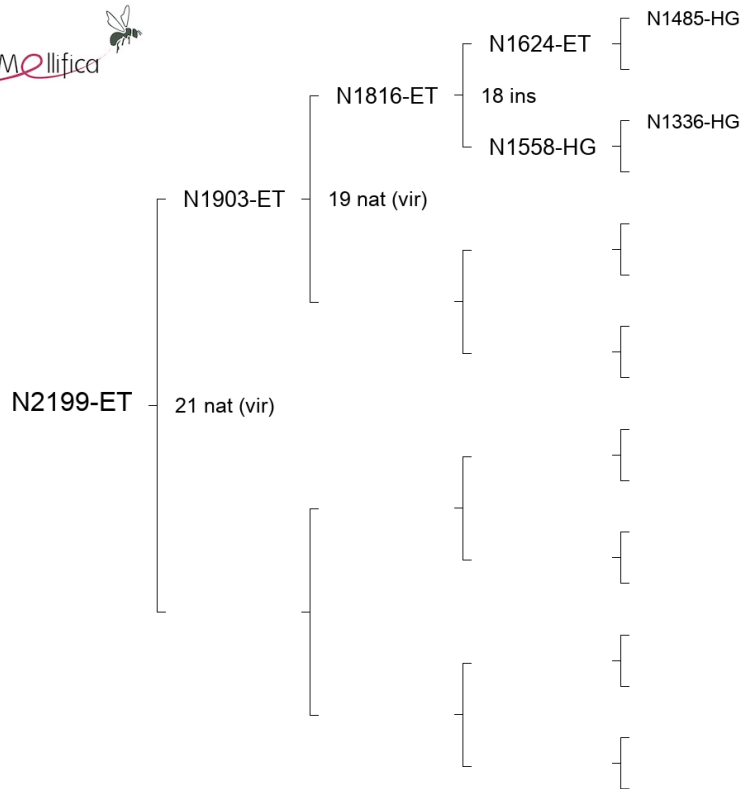 Mellifica
N1485-HG
N1624-ET
N1816-ET
18 ins
N1336-HG
N1558-HG
N1903-ET
19 nat (vir)
N2199-ET
21 nat (vir)